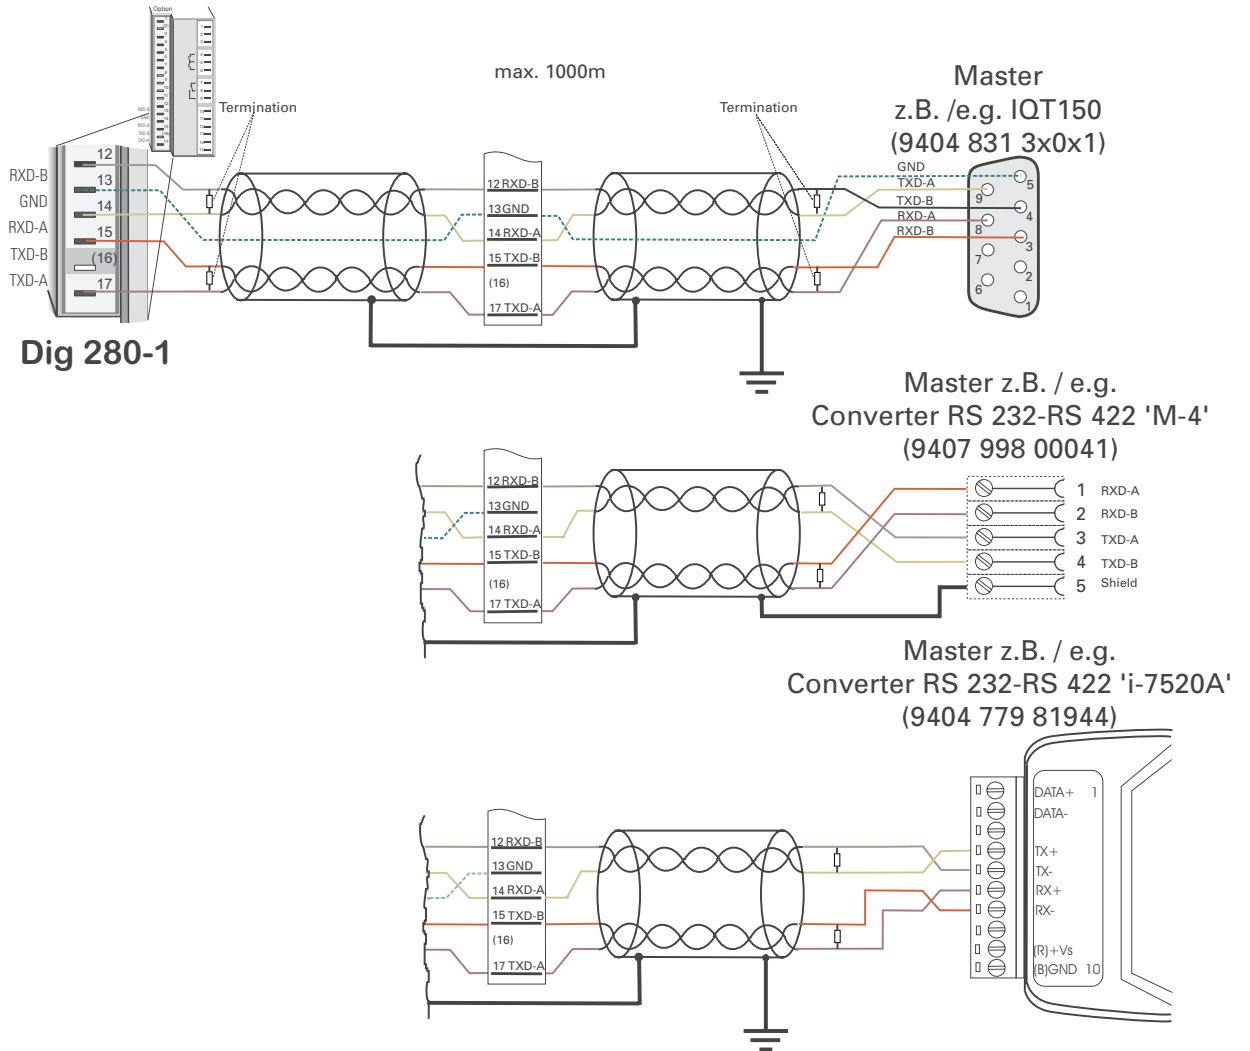 Option
max. 1000m
Termination
Termination
Master
z.B. /e.g. IQT150
(9404 831 3x0x1)
RXD-B
GND
RXD-A
TXD-B
TXD-A
12
13
14
15
(16)
17
12 RXD-B
13 GND
14 RXD-A
15 TXD-B
(16)
17 TXD-A
GND
TXD-A
TXD-B
RXD-A
RXD-B
5
9
4
8
3
7
2
6
1
Dig 280-1
Master z.B. / e.g.
Converter RS 232-RS 422 'M-4'
(9407 998 00041)
12 RXD-B
13 GND
14 RXD-A
15 TXD-B
(16)
17 TXD-A
1 RXD-A
2 RXD-B
3 TXD-A
4 TXD-B
5 Shield
Master z.B. / e.g.
Converter RS 232-RS 422 'i-7520A'
(9404 779 81944)
12 RXD-B
13 GND
14 RXD-A
15 TXD-B
(16)
17 TXD-A
DATA+ 1
DATA-
TX+
TX-
RX+
RX-
(R)+Vs
(B)GND 10